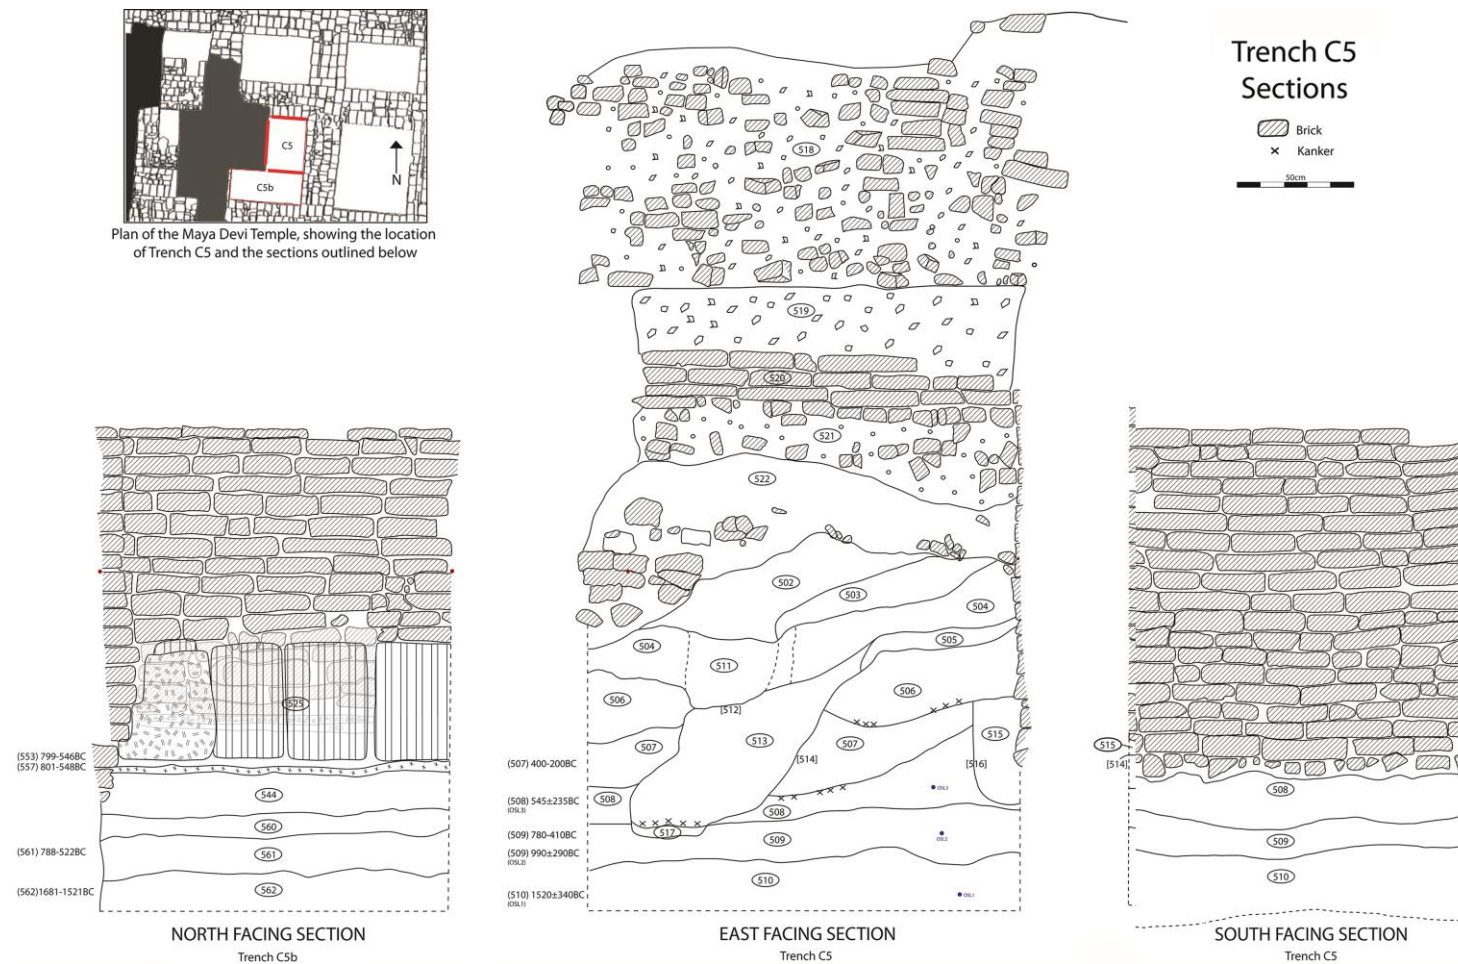 Trench C5
Sections
Brick
Kanker
50cm
C5
C5b
N
Plan of the Maya Devi Temple, showing the location
of Trench C5 and the sections outlined below
518
519
520
521
522
502
503
504
504
505
511
506
506
[512]
507
513
507
515
[514]
[516]
508
508
517
509
510
OSL3
OSL2
OSL1
(507) 400-200BC
(508) 545±235BC
(OSL3)
(509) 780-410BC
(509) 990±290BC
(OSL2)
(510) 1520±340BC
(OSL1)
EAST FACING SECTION
Trench C5
525
(553) 799-546BC
(557) 801-548BC
544
560
(561) 788-522BC
561
(562)1681-1521BC
562
NORTH FACING SECTION
Trench C5b
515
[514]
508
509
510
SOUTH FACING SECTION
Trench C5